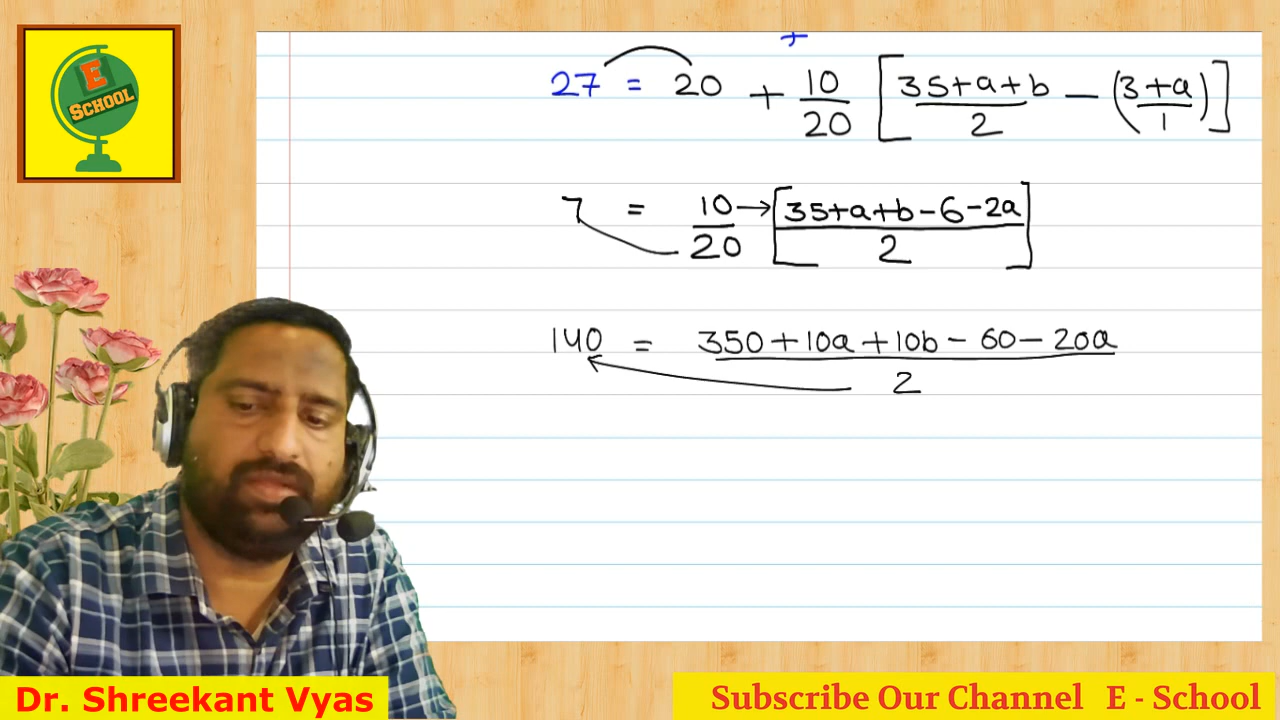 E
SCHOOL
+
27 = 20 + 10/20 [ 35+a+b/2 − (3+a/1) ]
7 = 10/20 → [ 35+a+b−6−2a/2 ]
140 = 350+10a+10b−60−20a/2
Dr. Shreekant Vyas
Subscribe Our Channel E - School